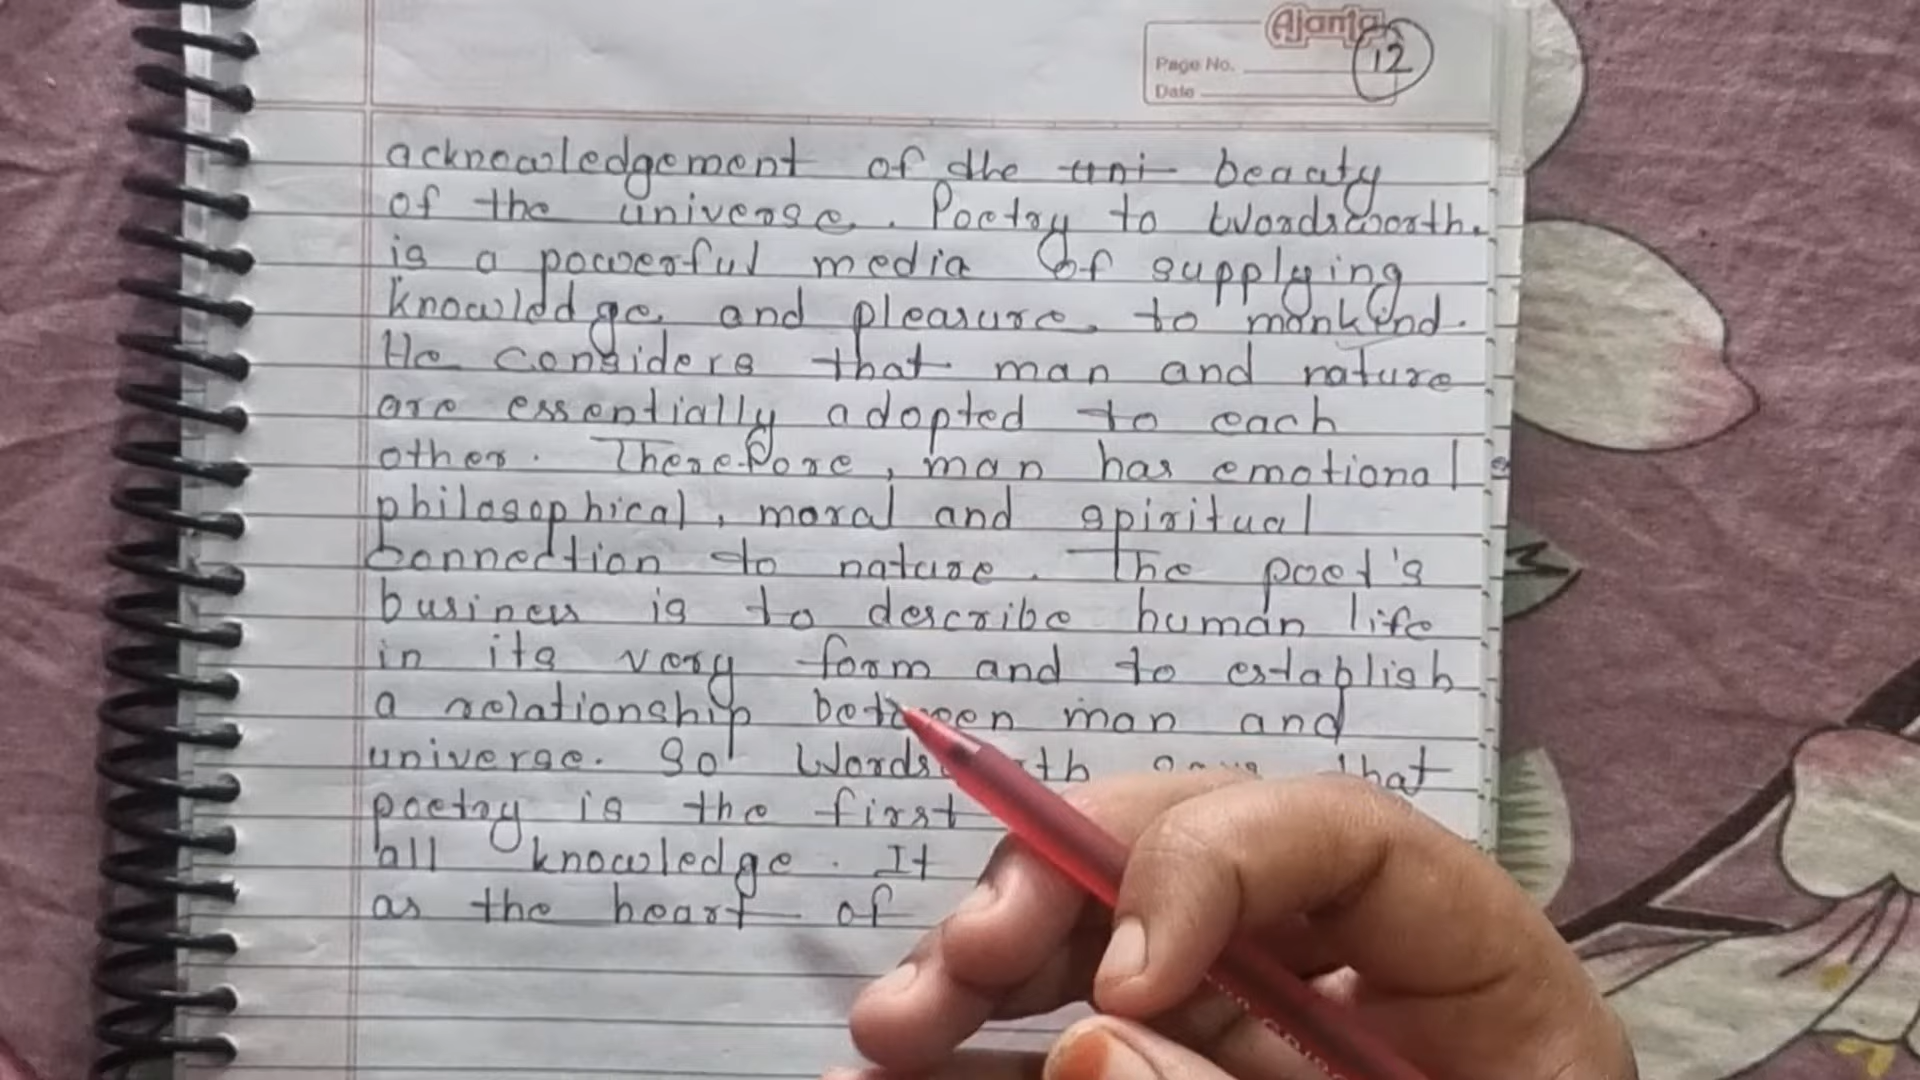 Ajanta
12
Page No.
Date
acknowledgement of the uni beauty
of the universe. Poetry to Wordsworth.
is a powerful media of supplying
knowlddge and pleasure, to mankind.
He considers that man and nature
are essentially adopted to each
other. Therefore, man has emotional
philosophical, moral and spiritual
connection to nature. The poet's
business is to describe human life
in its very form and to establish
a relationship between man and
universe. So that
poetry is the first
all knowledge. It
as the heart of